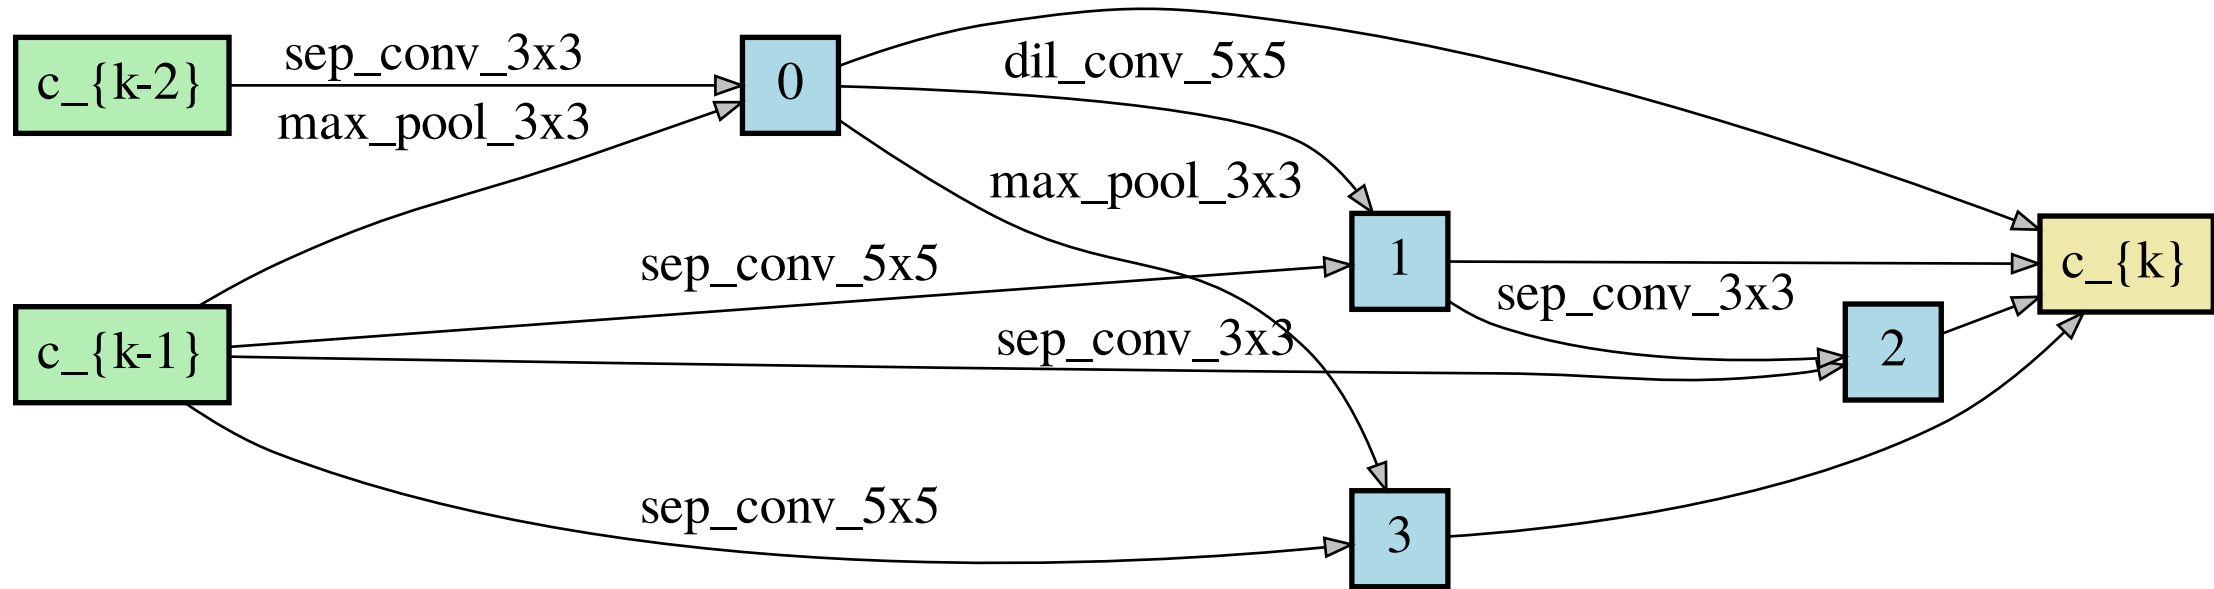 c_{k-2}
sep_conv_3x3
0
dil_conv_5x5
max_pool_3x3
max_pool_3x3
sep_conv_5x5
1
c_{k}
sep_conv_3x3
c_{k-1}
sep_conv_3x3
2
sep_conv_5x5
3